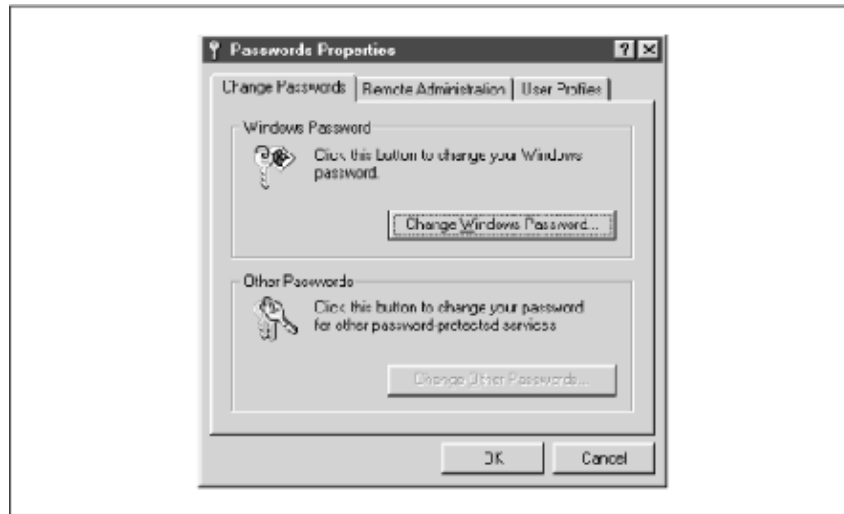 Passwords Properties
Change Passwords
Remote Administration
User Profiles
Windows Password
Click this button to change your Windows
password.
Change Windows Password...
Other Passwords
Click this button to change your password
for other password-protected services
Change Other Passwords...
OK
Cancel